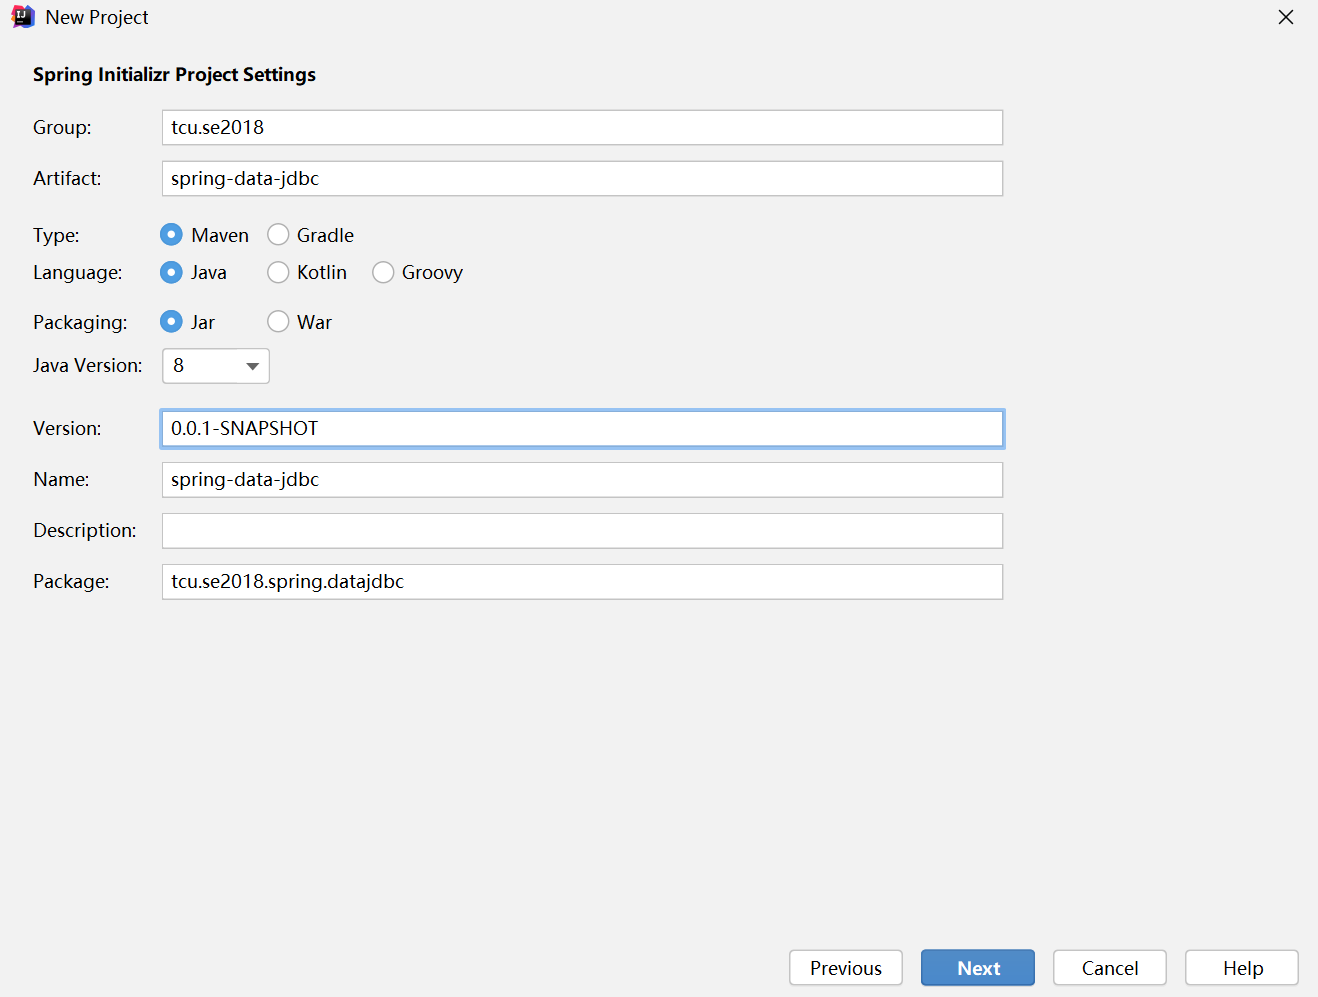 New Project
Spring Initializr Project Settings
Group: tcu.se2018
Artifact: spring-data-jdbc
Type: Maven Gradle
Language: Java Kotlin Groovy
Packaging: Jar War
Java Version: 8
Version: 0.0.1-SNAPSHOT
Name: spring-data-jdbc
Description:
Package: tcu.se2018.spring.datajdbc
Previous Next Cancel Help